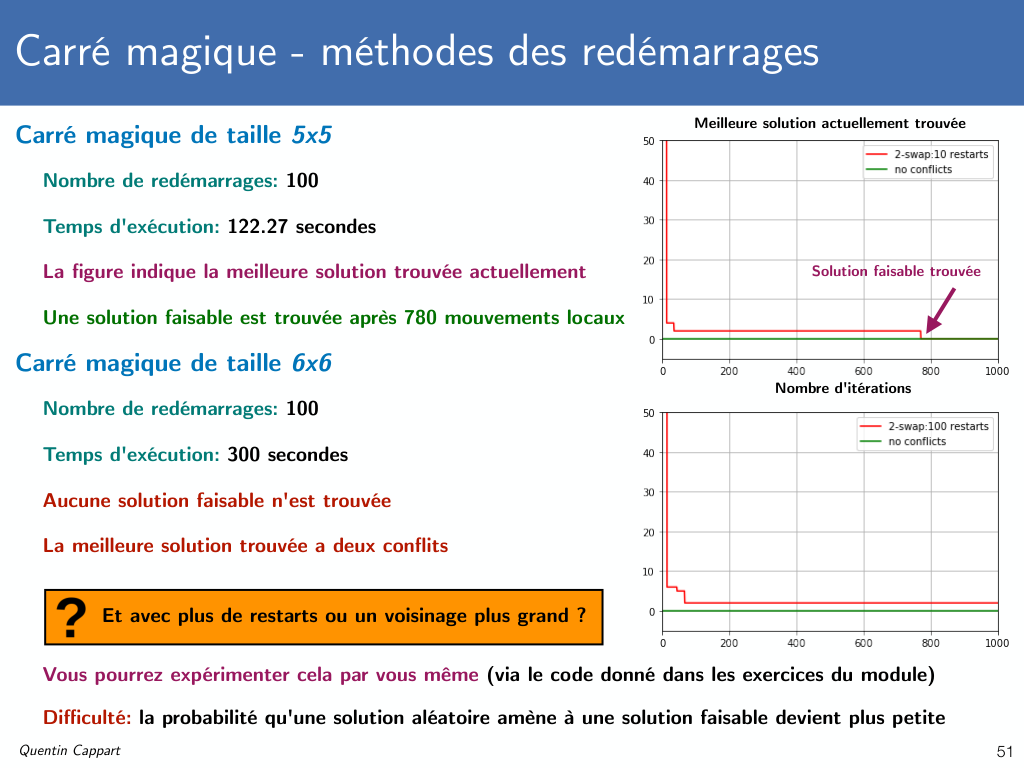 Carré magique - méthodes des redémarrages
Carré magique de taille 5x5
Nombre de redémarrages: 100
Temps d'exécution: 122.27 secondes
La figure indique la meilleure solution trouvée actuellement
Une solution faisable est trouvée après 780 mouvements locaux
Meilleure solution actuellement trouvée
50
40
30
20
10
0
2-swap:10 restarts
no conflicts
Solution faisable trouvée
0 200 400 600 800 1000
Nombre d'itérations
Carré magique de taille 6x6
Nombre de redémarrages: 100
Temps d'exécution: 300 secondes
Aucune solution faisable n'est trouvée
La meilleure solution trouvée a deux conflits
50
40
30
20
10
0
2-swap:100 restarts
no conflicts
0 200 400 600 800 1000
? Et avec plus de restarts ou un voisinage plus grand ?
Vous pourrez expérimenter cela par vous même (via le code donné dans les exercices du module)
Difficulté: la probabilité qu'une solution aléatoire amène à une solution faisable devient plus petite
Quentin Cappart
51